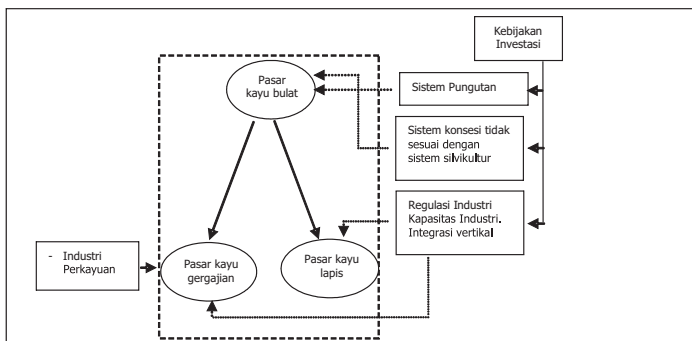 Kebijakan
Investasi
Pasar
kayu bulat
Sistem Pungutan
Sistem konsesi tidak
sesuai dengan
sistem silvikultur
Regulasi Industri
Kapasitas Industri.
Integrasi vertikal
- Industri
Perkayuan
Pasar kayu
gergajian
Pasar kayu
lapis